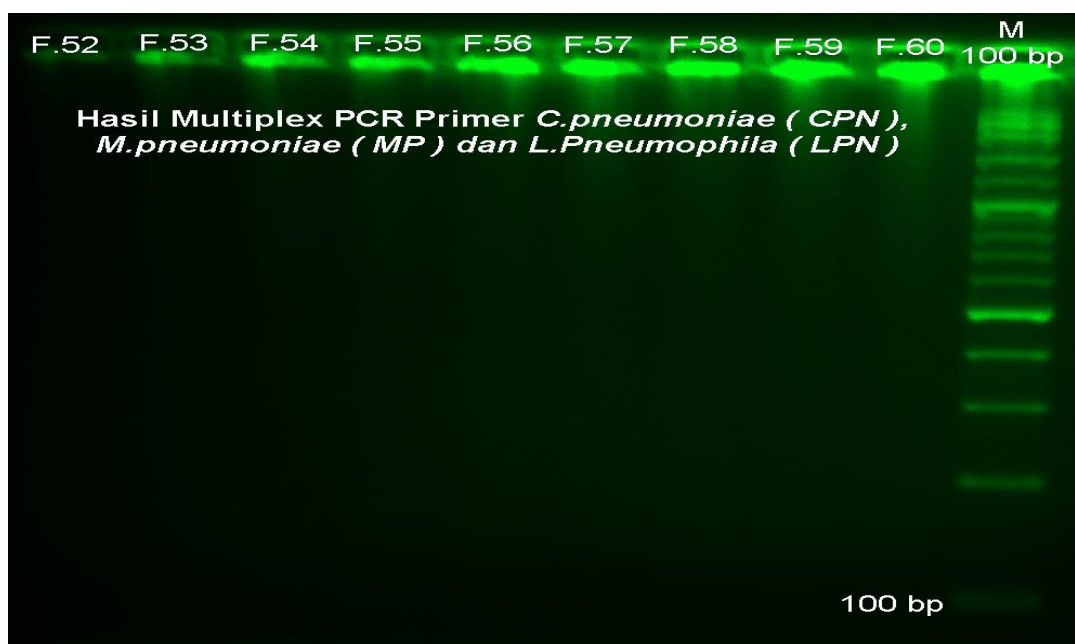 F.52 F.53 F.54 F.55 F.56 F.57 F.58 F.59 F.60 M
100 bp
Hasil Multiplex PCR Primer C.pneumoniae ( CPN ),
M.pneumoniae ( MP ) dan L.Pneumophila ( LPN )
100 bp